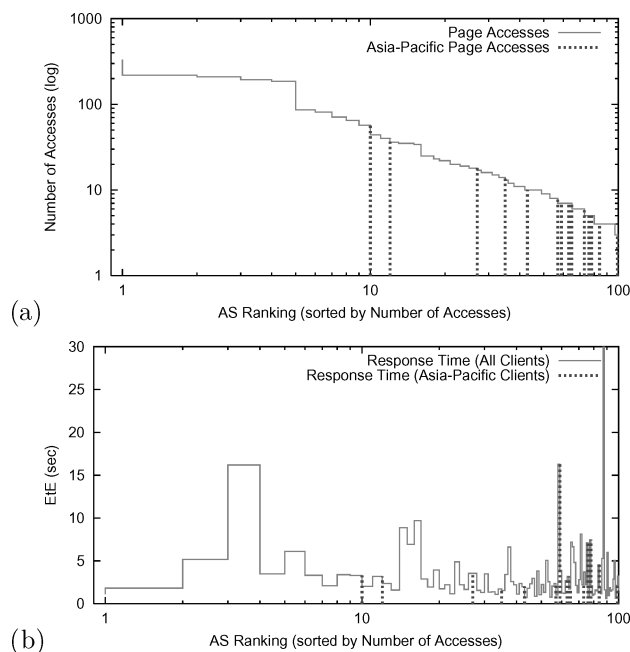 1000
100
10
1
Number of Accesses (log)
Page Accesses
Asia-Pacific Page Accesses
1 10 100
AS Ranking (sorted by Number of Accesses)
(a)
30
25
20
15
10
5
0
EtE (sec)
Response Time (All Clients)
Response Time (Asia-Pacific Clients)
1 10 100
AS Ranking (sorted by Number of Accesses)
(b)